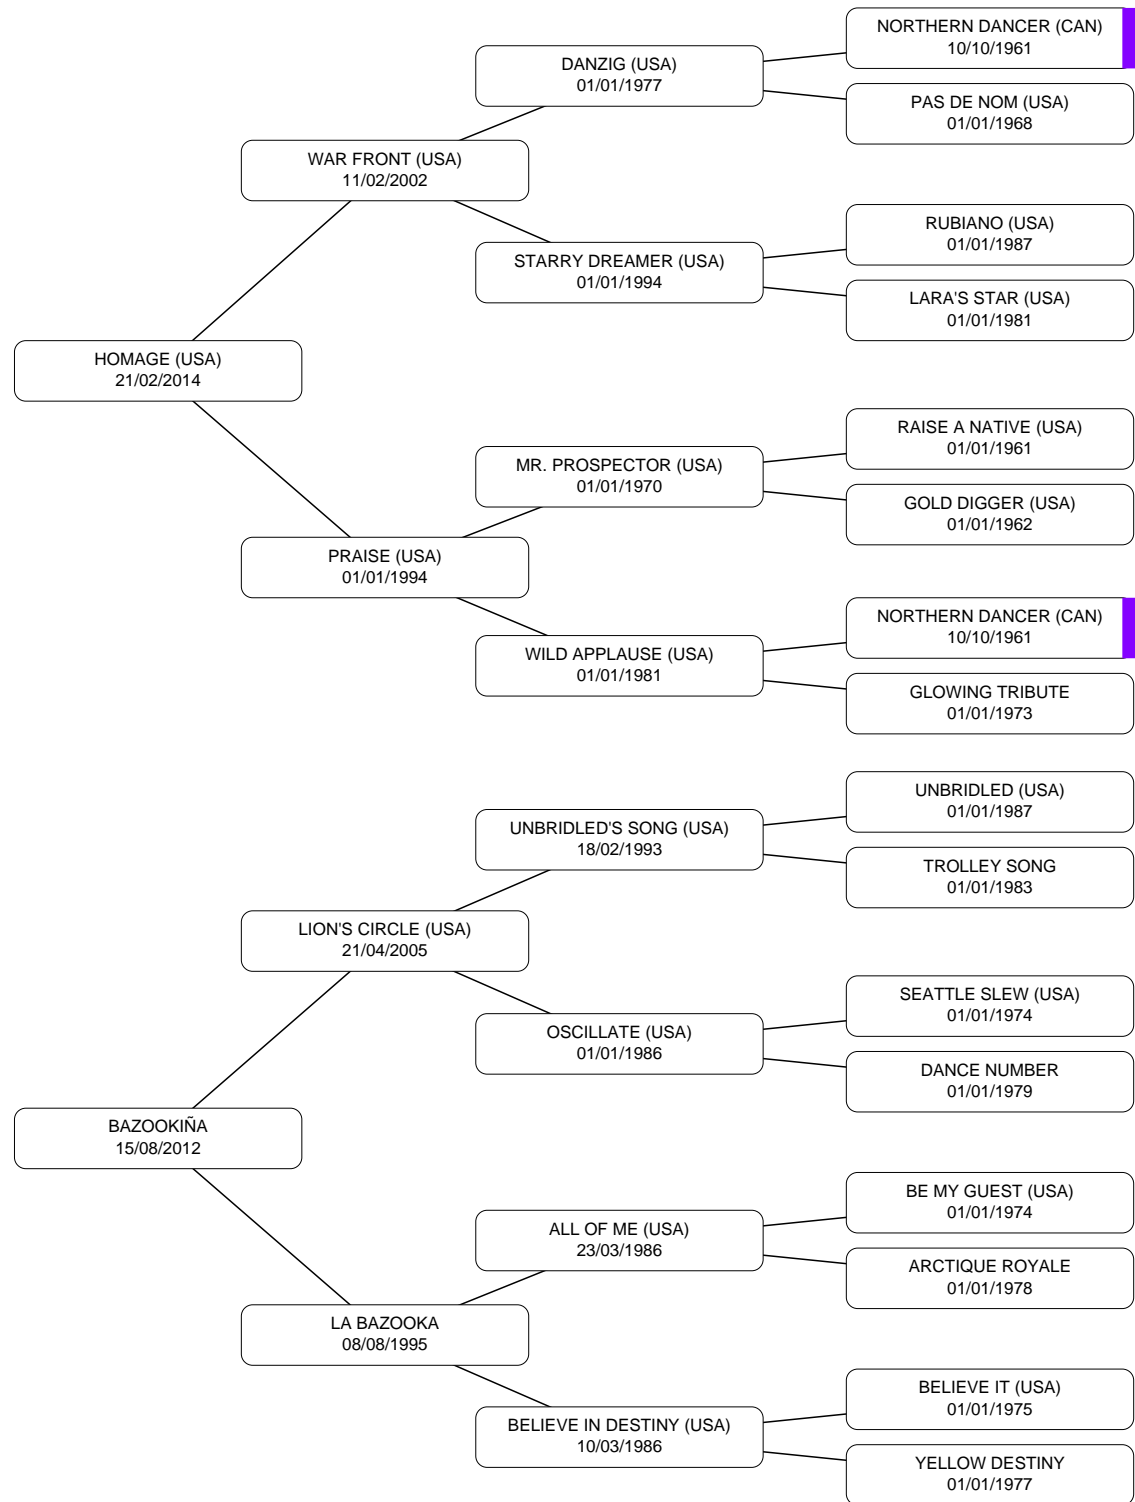 NORTHERN DANCER (CAN)
10/10/1961
DANZIG (USA)
01/01/1977
PAS DE NOM (USA)
01/01/1968
WAR FRONT (USA)
11/02/2002
RUBIANO (USA)
01/01/1987
STARRY DREAMER (USA)
01/01/1994
LARA'S STAR (USA)
01/01/1981
HOMAGE (USA)
21/02/2014
RAISE A NATIVE (USA)
01/01/1961
MR. PROSPECTOR (USA)
01/01/1970
GOLD DIGGER (USA)
01/01/1962
PRAISE (USA)
01/01/1994
NORTHERN DANCER (CAN)
10/10/1961
WILD APPLAUSE (USA)
01/01/1981
GLOWING TRIBUTE
01/01/1973
UNBRIDLED (USA)
01/01/1987
UNBRIDLED'S SONG (USA)
18/02/1993
TROLLEY SONG
01/01/1983
LION'S CIRCLE (USA)
21/04/2005
SEATTLE SLEW (USA)
01/01/1974
OSCILLATE (USA)
01/01/1986
DANCE NUMBER
01/01/1979
BAZOOKIÑA
15/08/2012
BE MY GUEST (USA)
01/01/1974
ALL OF ME (USA)
23/03/1986
ARCTIQUE ROYALE
01/01/1978
LA BAZOOKA
08/08/1995
BELIEVE IT (USA)
01/01/1975
BELIEVE IN DESTINY (USA)
10/03/1986
YELLOW DESTINY
01/01/1977